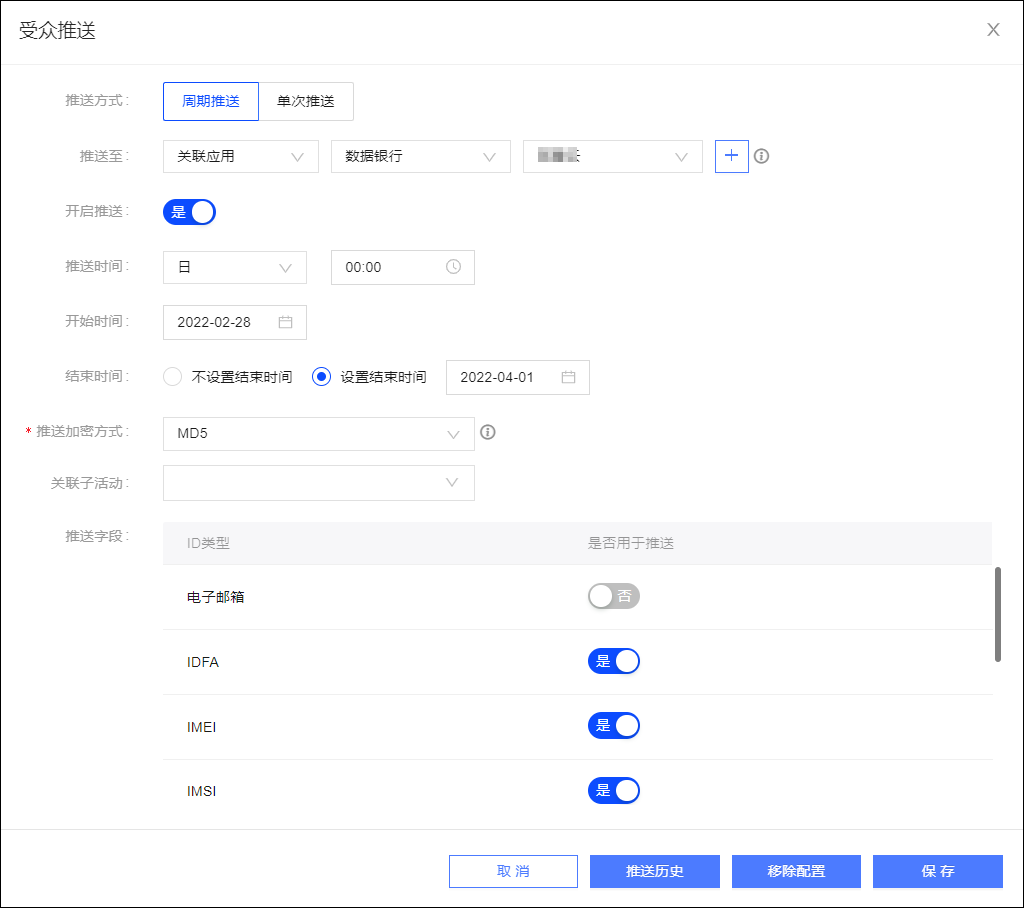 受众推送
推送方式:
周期推送 单次推送
推送至:
关联应用 数据银行
开启推送:
是
推送时间:
日 00:00
开始时间:
2022-02-28
结束时间:
不设置结束时间 设置结束时间 2022-04-01
* 推送加密方式:
MD5
关联子活动:
推送字段:
ID类型 是否用于推送
电子邮箱 否
IDFA 是
IMEI 是
IMSI 是
取 消 推送历史 移除配置 保 存